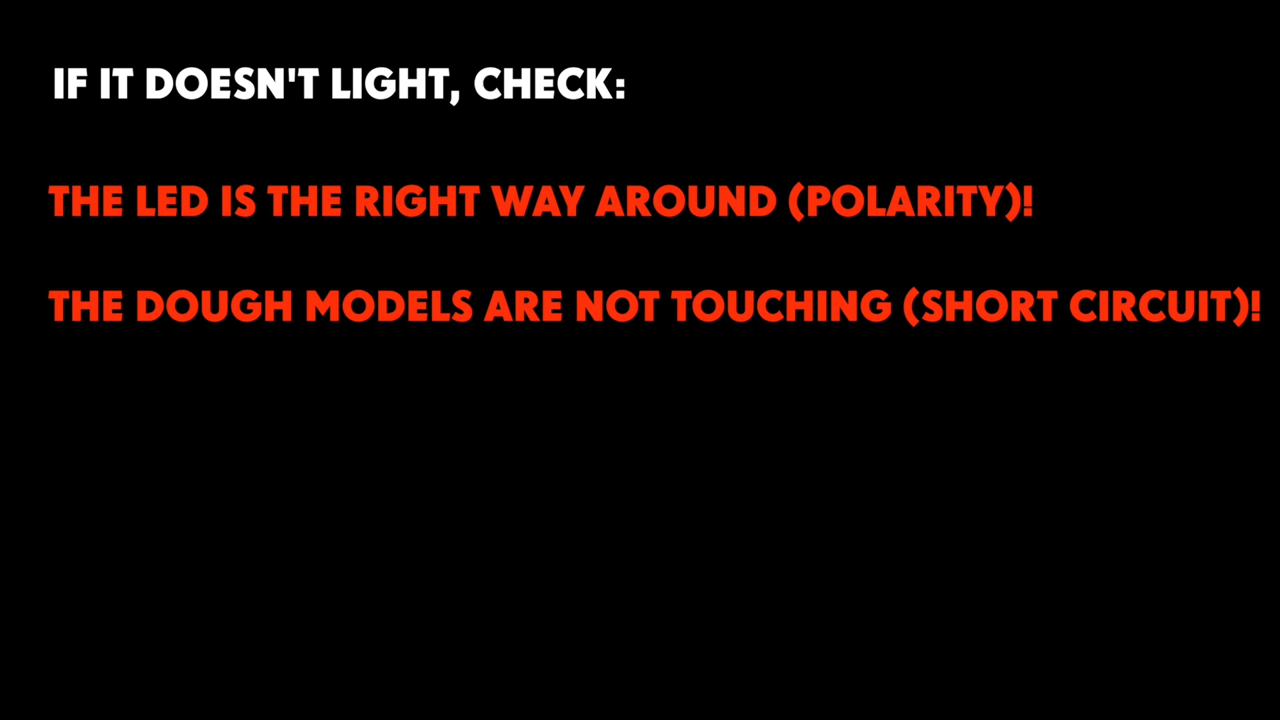 IF IT DOESN'T LIGHT, CHECK:
THE LED IS THE RIGHT WAY AROUND (POLARITY)!
THE DOUGH MODELS ARE NOT TOUCHING (SHORT CIRCUIT)!